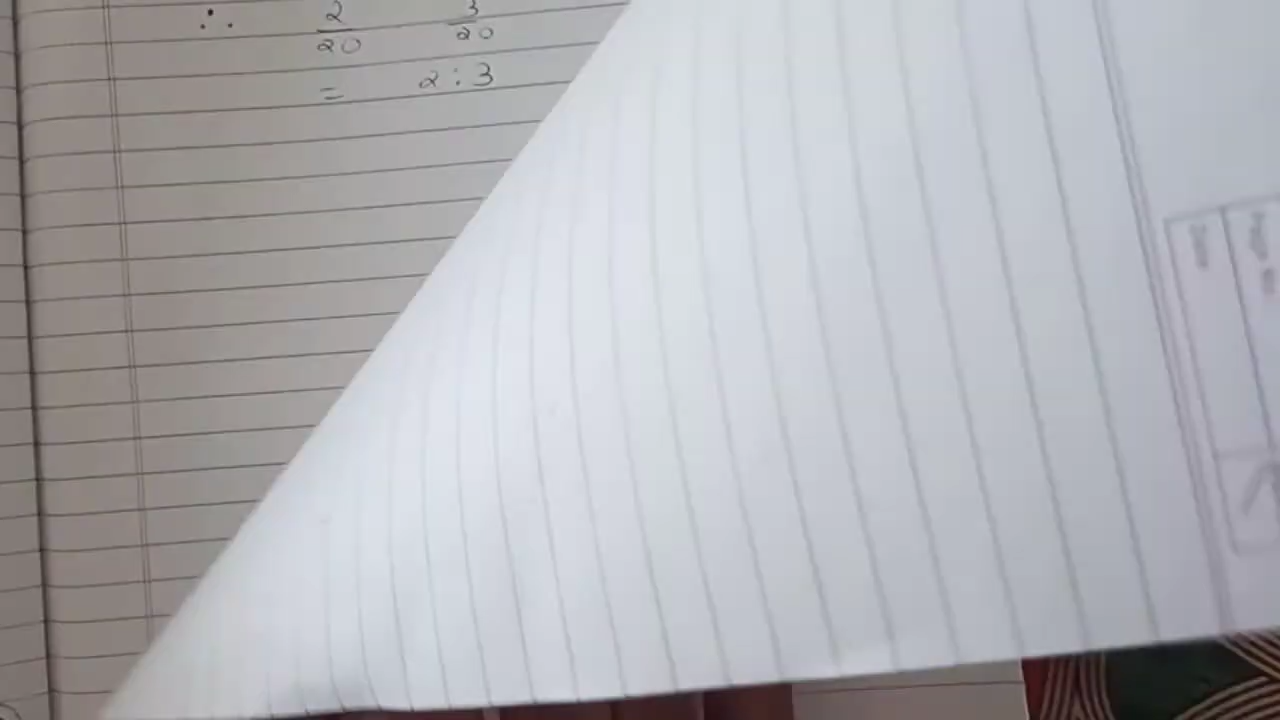 ∴ 2/20 3/20
= 2 : 3